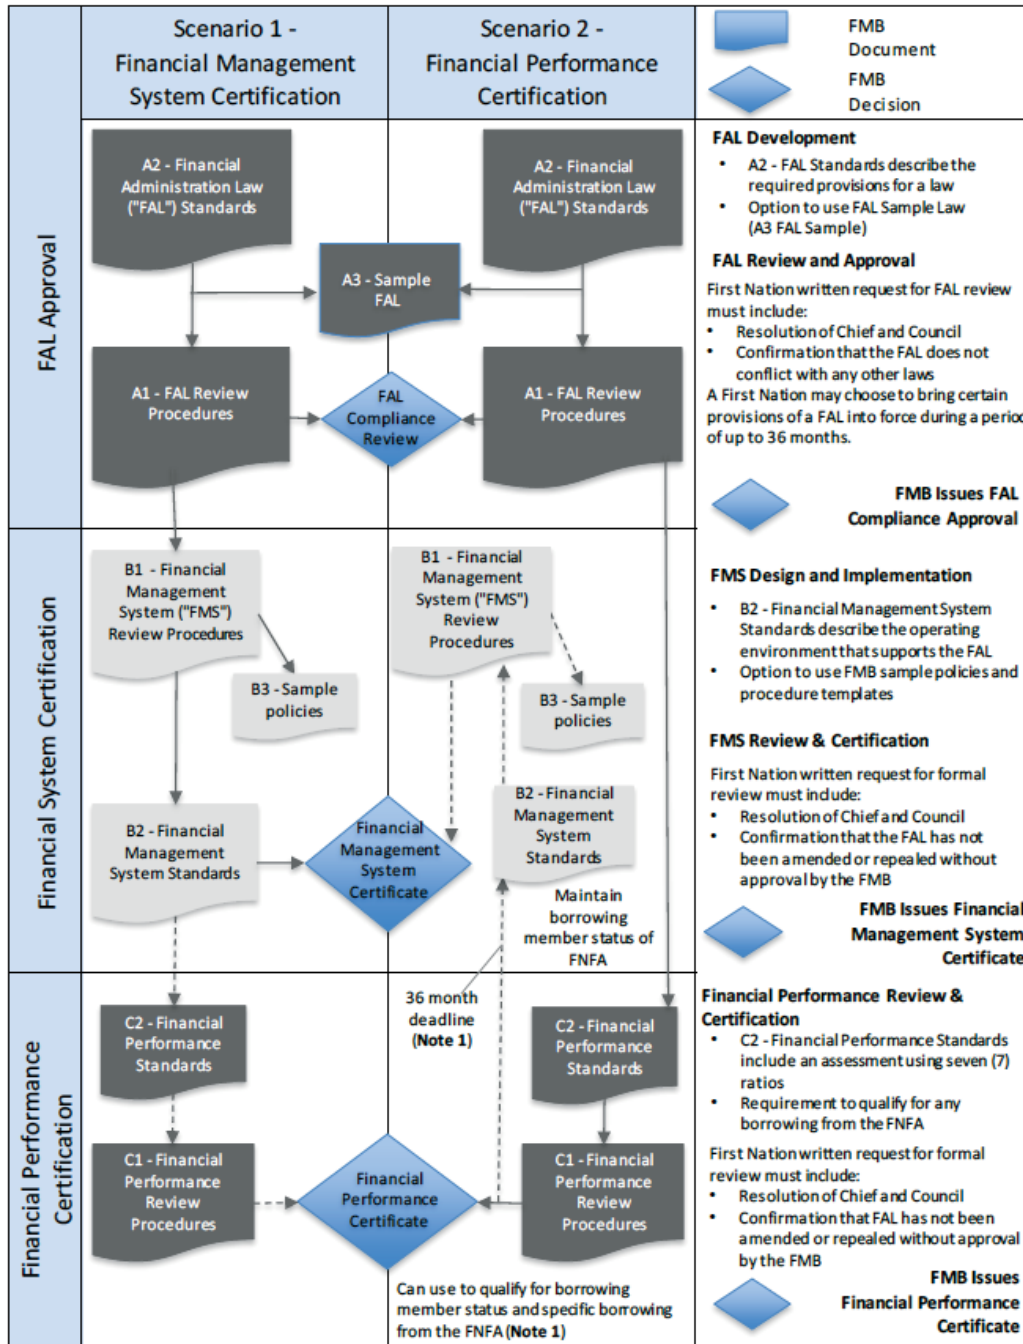 Scenario 1 -
Financial Management
System Certification
Scenario 2 -
Financial Performance
Certification
FMB
Document
FMB
Decision
FAL Approval
A2 - Financial
Administration Law
("FAL") Standards
A2 - Financial
Administration Law
("FAL") Standards
A3 - Sample
FAL
A1 - FAL Review
Procedures
FAL
Compliance
Review
A1 - FAL Review
Procedures
FAL Development
• A2 - FAL Standards describe the
required provisions for a law
• Option to use FAL Sample Law
(A3 FAL Sample)
FAL Review and Approval
First Nation written request for FAL review
must include:
• Resolution of Chief and Council
• Confirmation that the FAL does not
conflict with any other laws
A First Nation may choose to bring certain
provisions of a FAL into force during a period
of up to 36 months.
FMB Issues FAL
Compliance Approval
Financial System Certification
B1 - Financial
Management
System ("FMS")
Review Procedures
B3 - Sample
policies
B2 - Financial
Management
System Standards
Financial
Management
System
Certificate
B1 - Financial
Management
System ("FMS")
Review
Procedures
B3 - Sample
policies
B2 - Financial
Management
System
Standards
Maintain
borrowing
member status of
FNFA
FMS Design and Implementation
• B2 - Financial Management System
Standards describe the operating
environment that supports the FAL
• Option to use FMB sample policies and
procedure templates
FMS Review & Certification
First Nation written request for formal
review must include:
• Resolution of Chief and Council
• Confirmation that the FAL has not
been amended or repealed without
approval by the FMB
FMB Issues Financial
Management System
Certificate
Financial Performance
Certification
C2 - Financial
Performance
Standards
C1 - Financial
Performance
Review
Procedures
36 month
deadline
(Note 1)
Financial
Performance
Certificate
C2 - Financial
Performance
Standards
C1 - Financial
Performance
Review
Procedures
Can use to qualify for borrowing
member status and specific borrowing
from the FNFA (Note 1)
Financial Performance Review &
Certification
• C2 - Financial Performance Standards
include an assessment using seven (7)
ratios
• Requirement to qualify for any
borrowing from the FNFA
First Nation written request for formal
review must include:
• Resolution of Chief and Council
• Confirmation that FAL has not been
amended or repealed without approval
by the FMB
FMB Issues
Financial Performance
Certificate